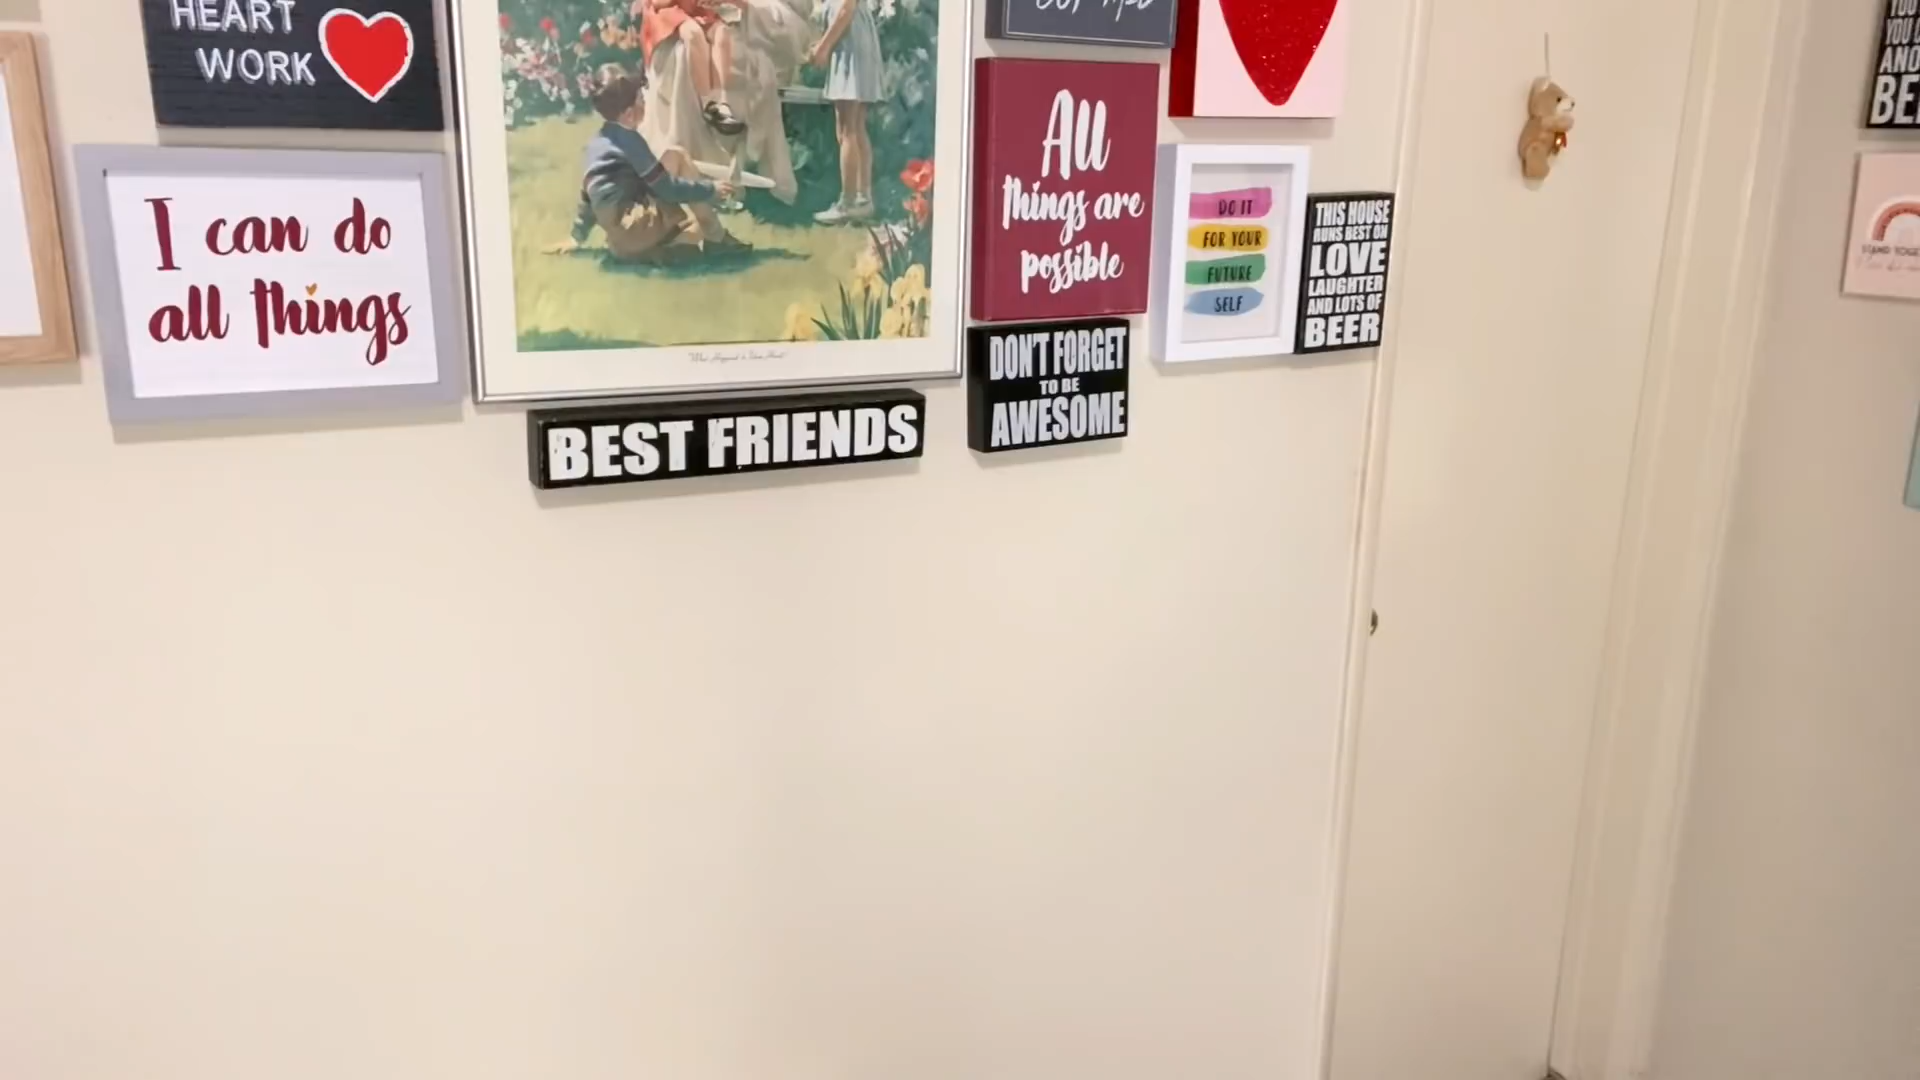 HEART
WORK
I can do
all things
BEST FRIENDS
All
things are
possible
DON'T FORGET
TO BE
AWESOME
DO IT
FOR YOUR
FUTURE
SELF
THIS HOUSE
RUNS BEST ON
LOVE
LAUGHTER
AND LOTS OF
BEER
YOU